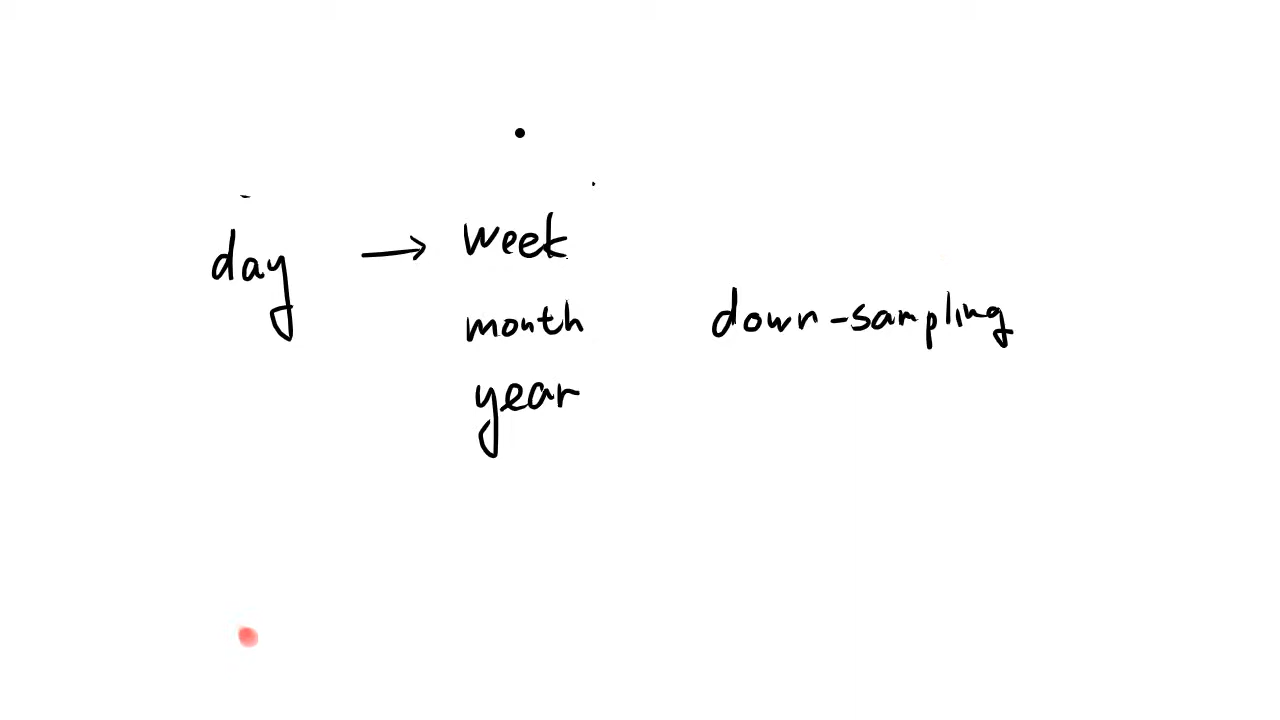 day → week
month
down-sampling
year